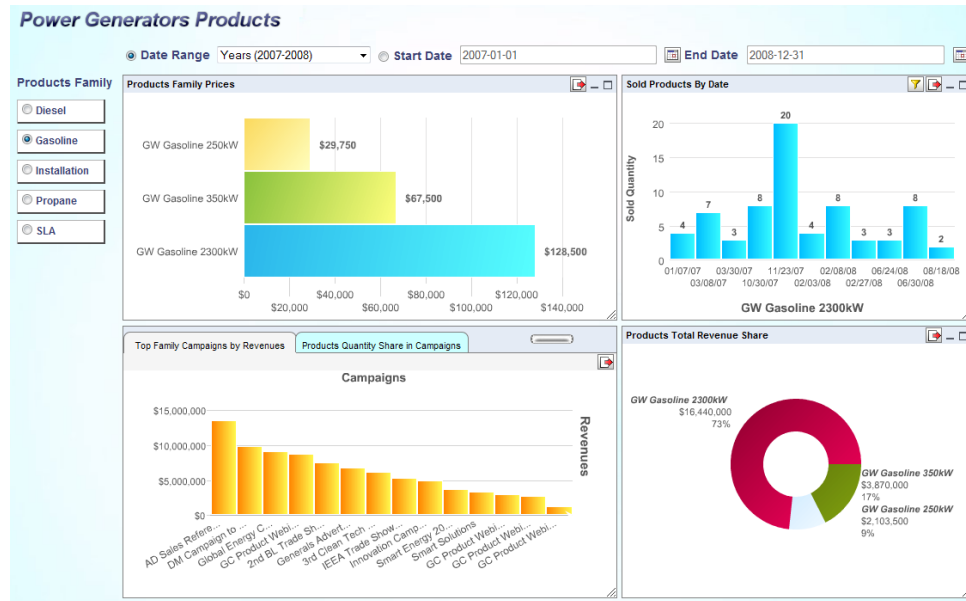 Power Generators Products
Date Range Years (2007-2008) Start Date 2007-01-01 End Date 2008-12-31
Products Family
Diesel
Gasoline
Installation
Propane
SLA
Products Family Prices
GW Gasoline 250kW $29,750
GW Gasoline 350kW $67,500
GW Gasoline 2300kW $128,500
$0 $40,000 $80,000 $120,000
$20,000 $60,000 $100,000 $140,000
Sold Products By Date
Sold Quantity
20
15
10
5
0
4 7 3 8 20 4 8 3 3 8 2
01/07/07 03/30/07 11/23/07 02/08/08 06/24/08 08/18/08
03/08/07 10/30/07 02/03/08 02/27/08 06/30/08
GW Gasoline 2300kW
Top Family Campaigns by Revenues Products Quantity Share in Campaigns
Campaigns
$15,000,000
$10,000,000
$5,000,000
$0
Revenues
AD Sales Refere...
DM Campaign to ...
Global Energy C...
GC Product Webi...
2nd BL Trade Sh...
Generals Advert...
3rd Clean Tech ...
IEEA Trade Show...
Innovation Camp...
Smart Energy 20...
Smart Solutions
GC Product Webi...
GC Product Webi...
GC Product Webi...
Products Total Revenue Share
GW Gasoline 2300kW
$16,440,000
73%
GW Gasoline 350kW
$3,870,000
17%
GW Gasoline 250kW
$2,103,500
9%